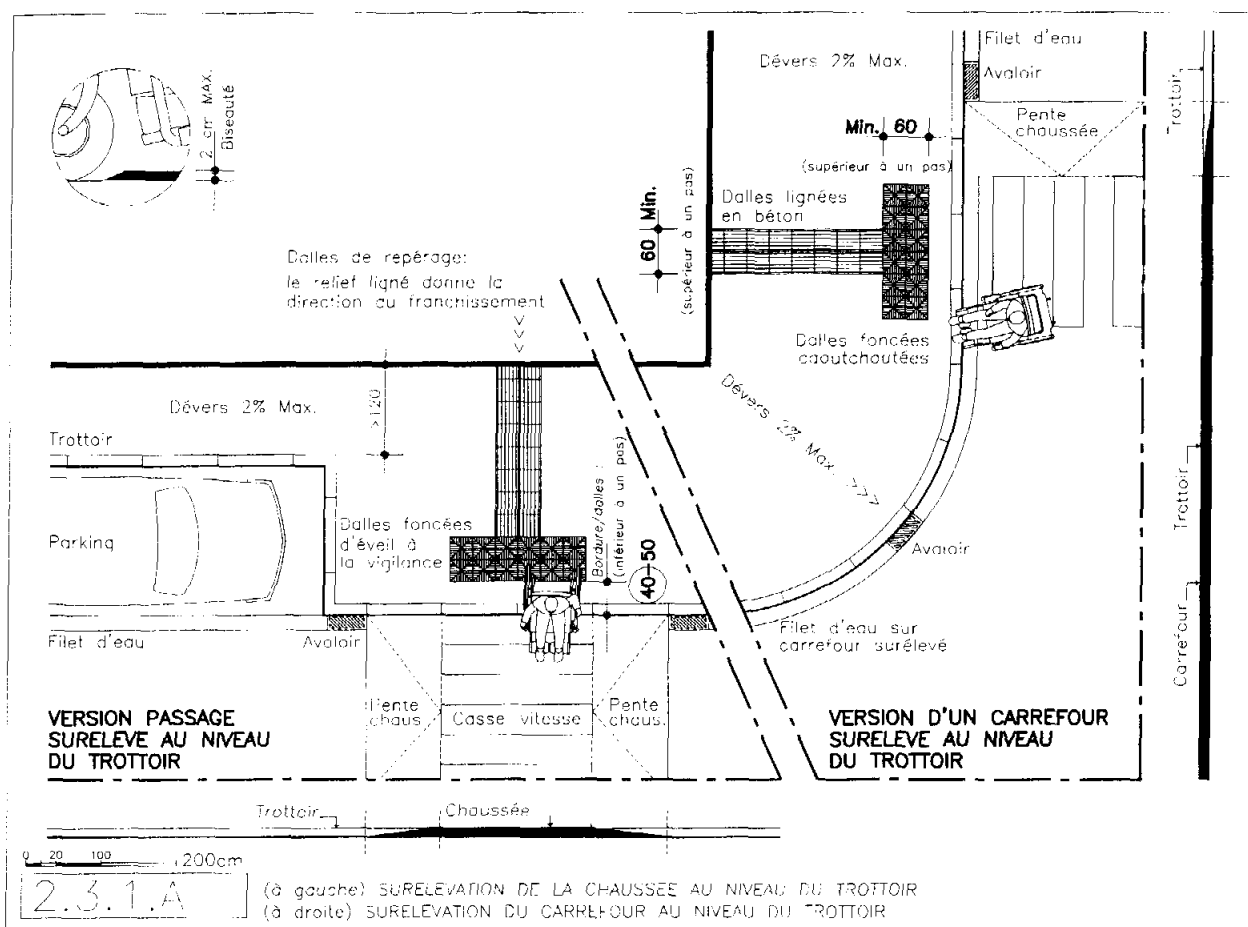 2 cm MAX.
Biseauté
Dévers 2% Max.
Filet d'eau
Avaloir
Pente
chaussée
Trottoir
Min. 60
(supérieur à un pas)
Dalles lignées
en béton
60 Min.
(supérieur à un pas)
Dalles de repérage:
le relief ligné donne la
direction au franchissement
Dalles foncées
caoutchoutées
Dévers 2% Max.
>120
Dévers 2% Max. >>>
Trottoir
Parking
Dalles foncées
d'éveil à
la vigilance
Bordure/dalles :
(inférieur à un pas)
40-50
Avaloir
Trottoir
Filet d'eau
Avaloir
Filet d'eau sur
carrefour surélevé
Carrefour
Pente
chaus.
Casse vitesse
Pente
chaus.
VERSION PASSAGE
SURELEVE AU NIVEAU
DU TROTTOIR
VERSION D'UN CARREFOUR
SURELEVE AU NIVEAU
DU TROTTOIR
Trottoir
Chaussée
0 20 100 200cm
2.3.1.A
(à gauche) SURELEVATION DE LA CHAUSSEE AU NIVEAU DU TROTTOIR
(à droite) SURELEVATION DU CARREFOUR AU NIVEAU DU TROTTOIR